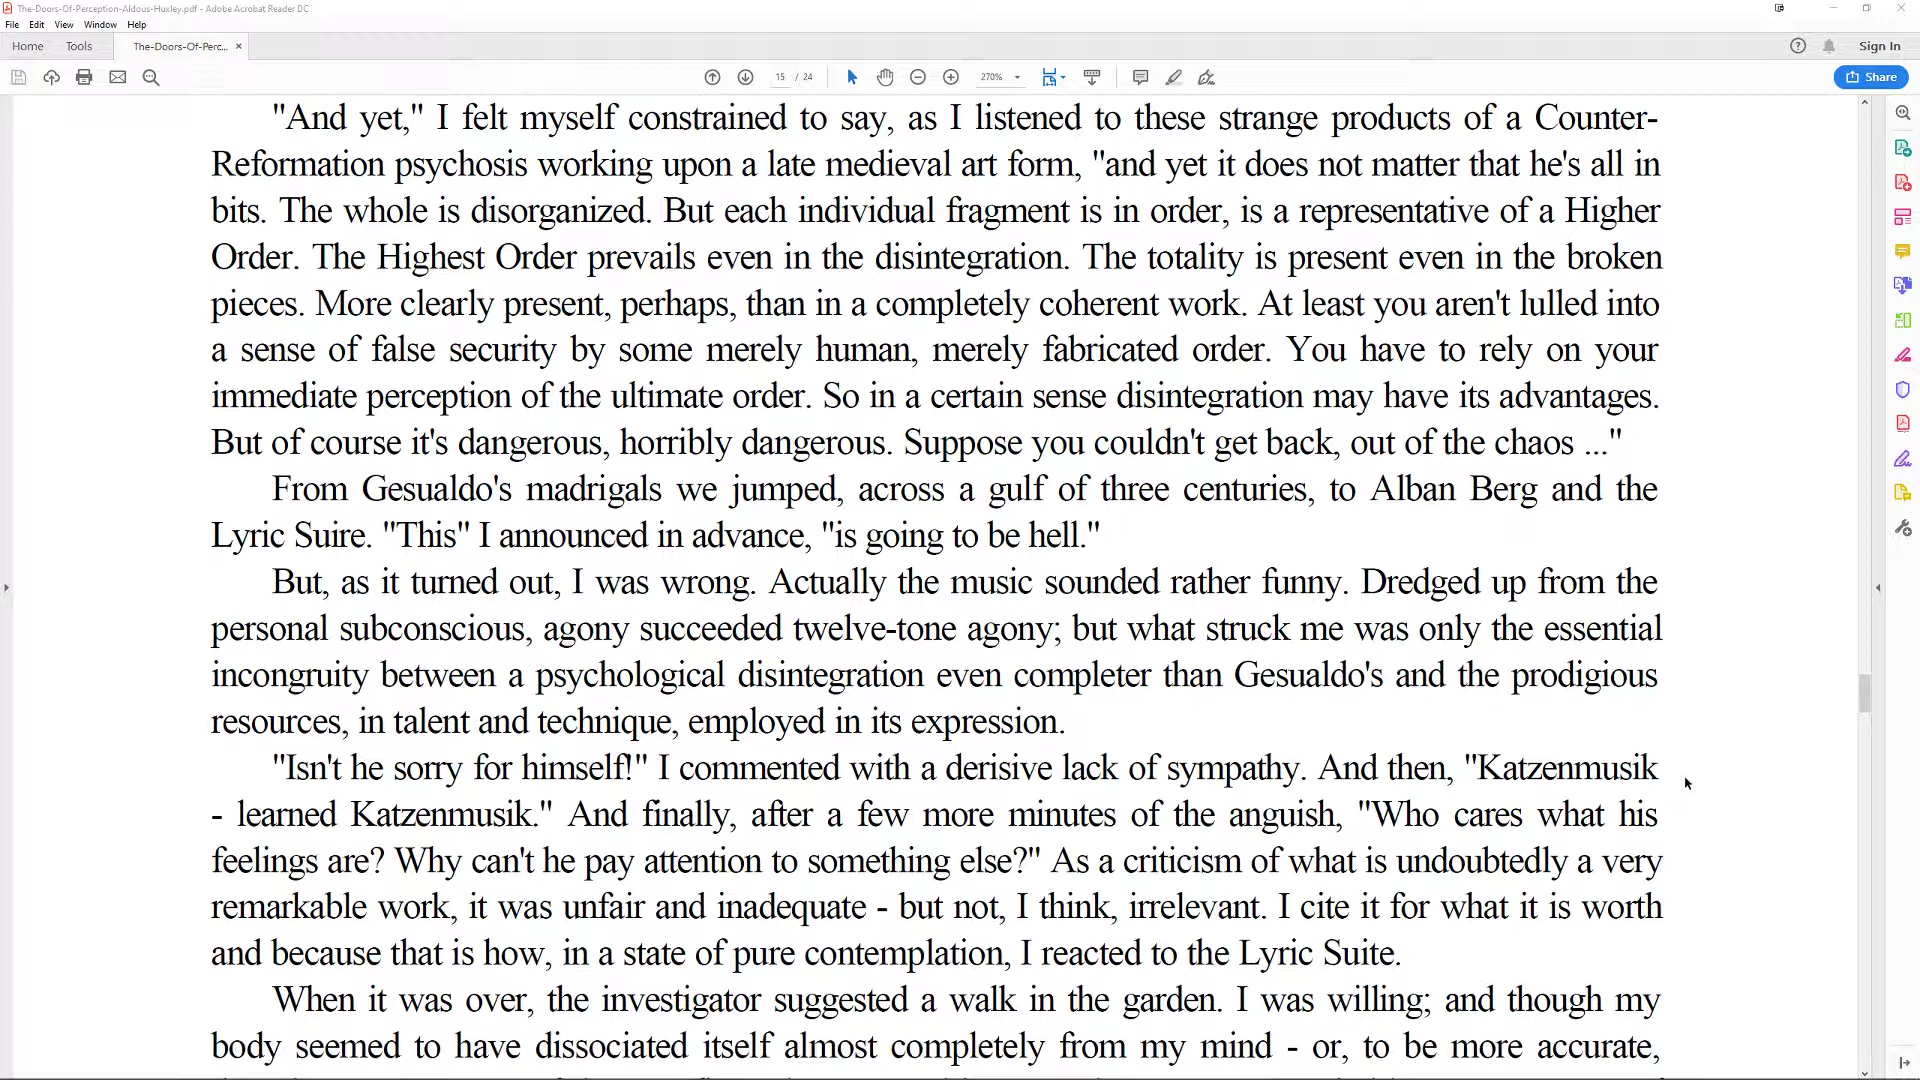 The-Doors-Of-Perception-Aldous-Huxley.pdf - Adobe Acrobat Reader DC
File Edit View Window Help
Home Tools The-Doors-Of-Perc... × Sign In
15 / 24 270% Share
"And yet," I felt myself constrained to say, as I listened to these strange products of a Counter-
Reformation psychosis working upon a late medieval art form, "and yet it does not matter that he's all in
bits. The whole is disorganized. But each individual fragment is in order, is a representative of a Higher
Order. The Highest Order prevails even in the disintegration. The totality is present even in the broken
pieces. More clearly present, perhaps, than in a completely coherent work. At least you aren't lulled into
a sense of false security by some merely human, merely fabricated order. You have to rely on your
immediate perception of the ultimate order. So in a certain sense disintegration may have its advantages.
But of course it's dangerous, horribly dangerous. Suppose you couldn't get back, out of the chaos ..."
From Gesualdo's madrigals we jumped, across a gulf of three centuries, to Alban Berg and the
Lyric Suire. "This" I announced in advance, "is going to be hell."
But, as it turned out, I was wrong. Actually the music sounded rather funny. Dredged up from the
personal subconscious, agony succeeded twelve-tone agony; but what struck me was only the essential
incongruity between a psychological disintegration even completer than Gesualdo's and the prodigious
resources, in talent and technique, employed in its expression.
"Isn't he sorry for himself!" I commented with a derisive lack of sympathy. And then, "Katzenmusik
- learned Katzenmusik." And finally, after a few more minutes of the anguish, "Who cares what his
feelings are? Why can't he pay attention to something else?" As a criticism of what is undoubtedly a very
remarkable work, it was unfair and inadequate - but not, I think, irrelevant. I cite it for what it is worth
and because that is how, in a state of pure contemplation, I reacted to the Lyric Suite.
When it was over, the investigator suggested a walk in the garden. I was willing; and though my
body seemed to have dissociated itself almost completely from my mind - or, to be more accurate,